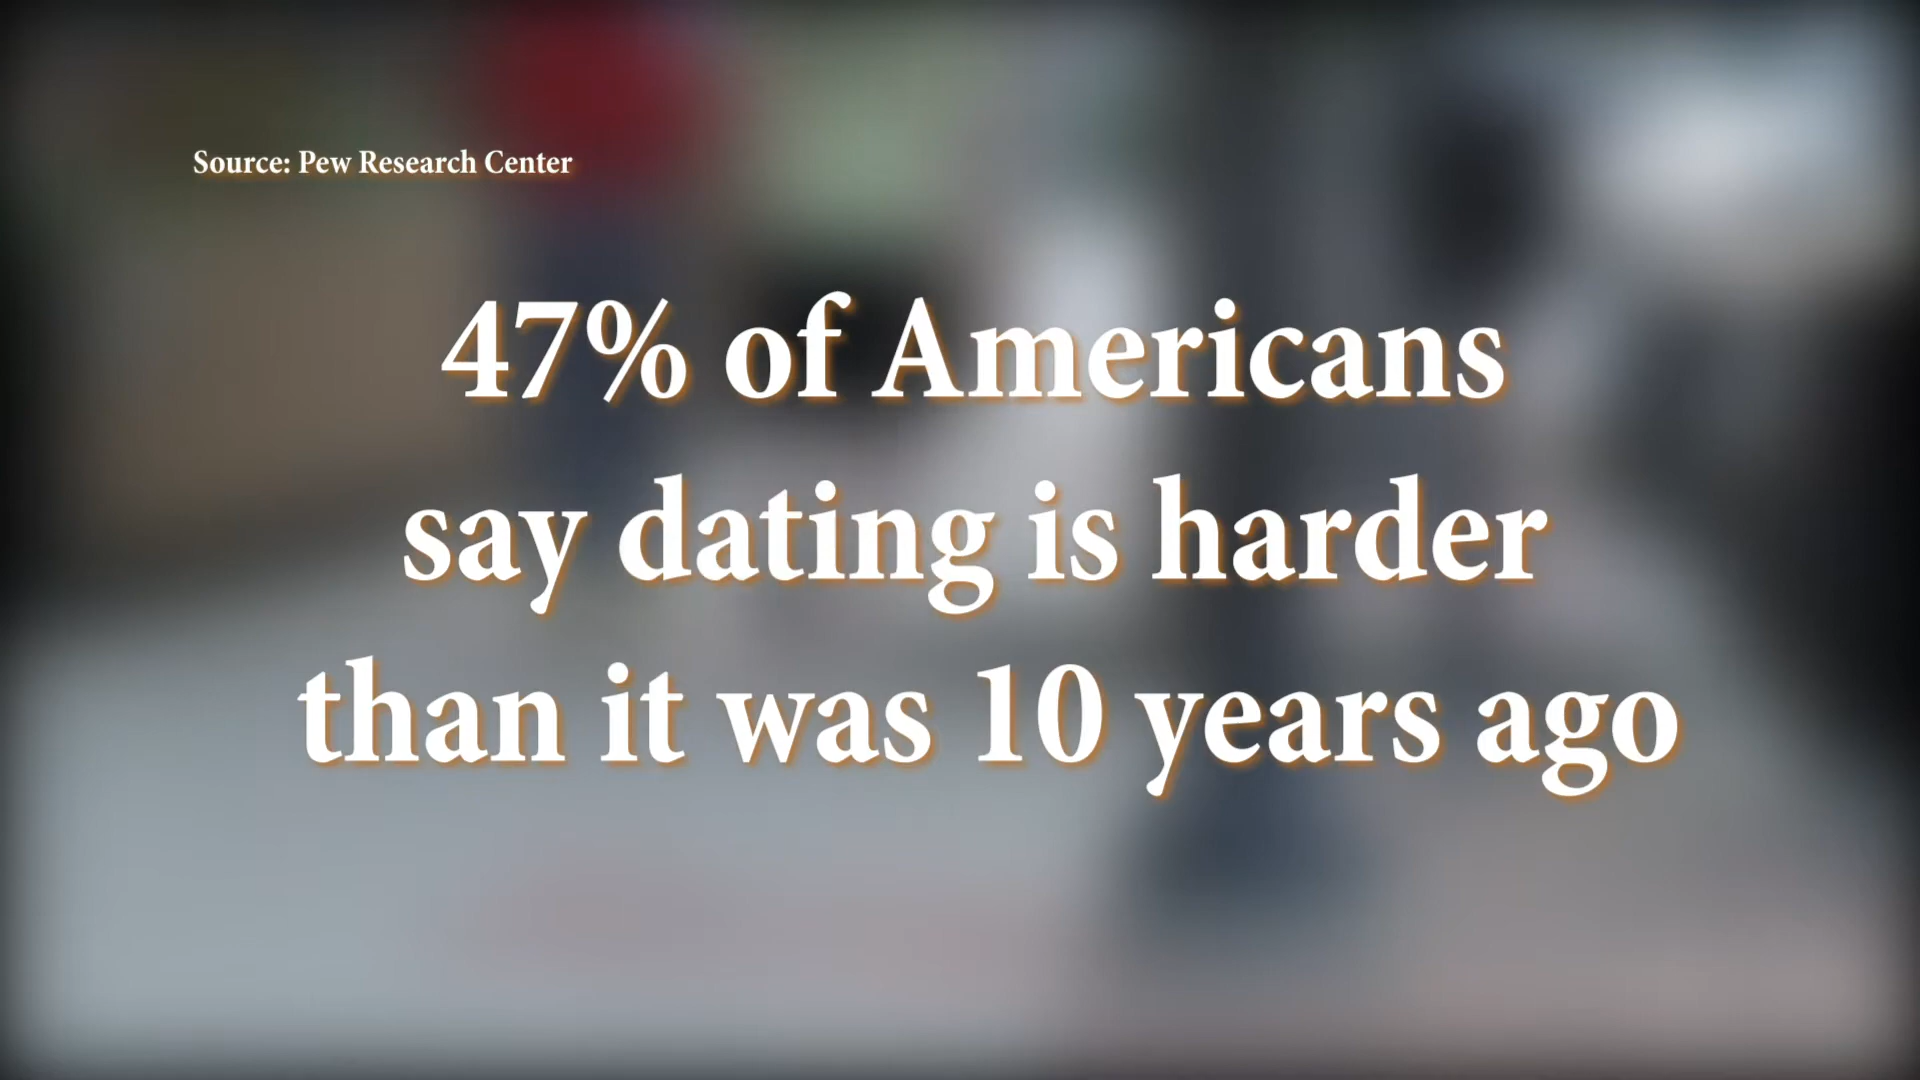 Source: Pew Research Center
47% of Americans
say dating is harder
than it was 10 years ago